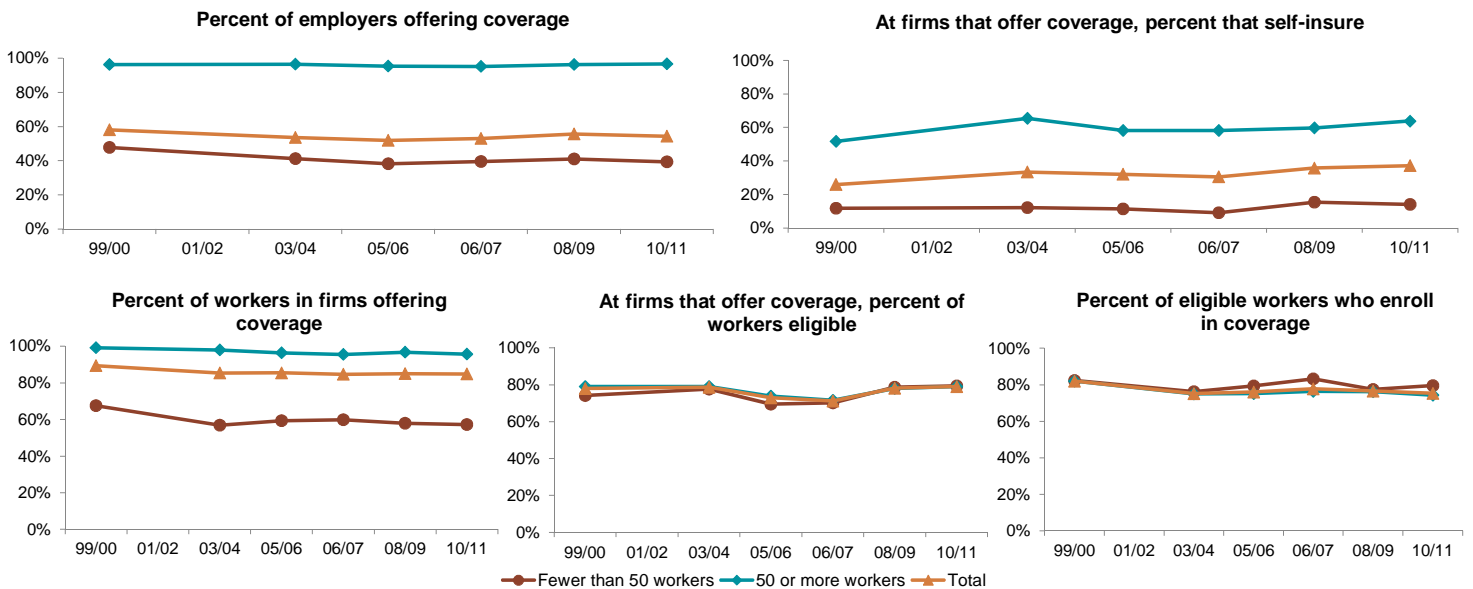 Percent of employers offering coverage
100%
80%
60%
40%
20%
0%
99/00 01/02 03/04 05/06 06/07 08/09 10/11
At firms that offer coverage, percent that self-insure
100%
80%
60%
40%
20%
0%
99/00 01/02 03/04 05/06 06/07 08/09 10/11
Percent of workers in firms offering
coverage
100%
80%
60%
40%
20%
0%
99/00 01/02 03/04 05/06 06/07 08/09 10/11
At firms that offer coverage, percent of
workers eligible
100%
80%
60%
40%
20%
0%
99/00 01/02 03/04 05/06 06/07 08/09 10/11
Percent of eligible workers who enroll
in coverage
100%
80%
60%
40%
20%
0%
99/00 01/02 03/04 05/06 06/07 08/09 10/11
Fewer than 50 workers 50 or more workers Total